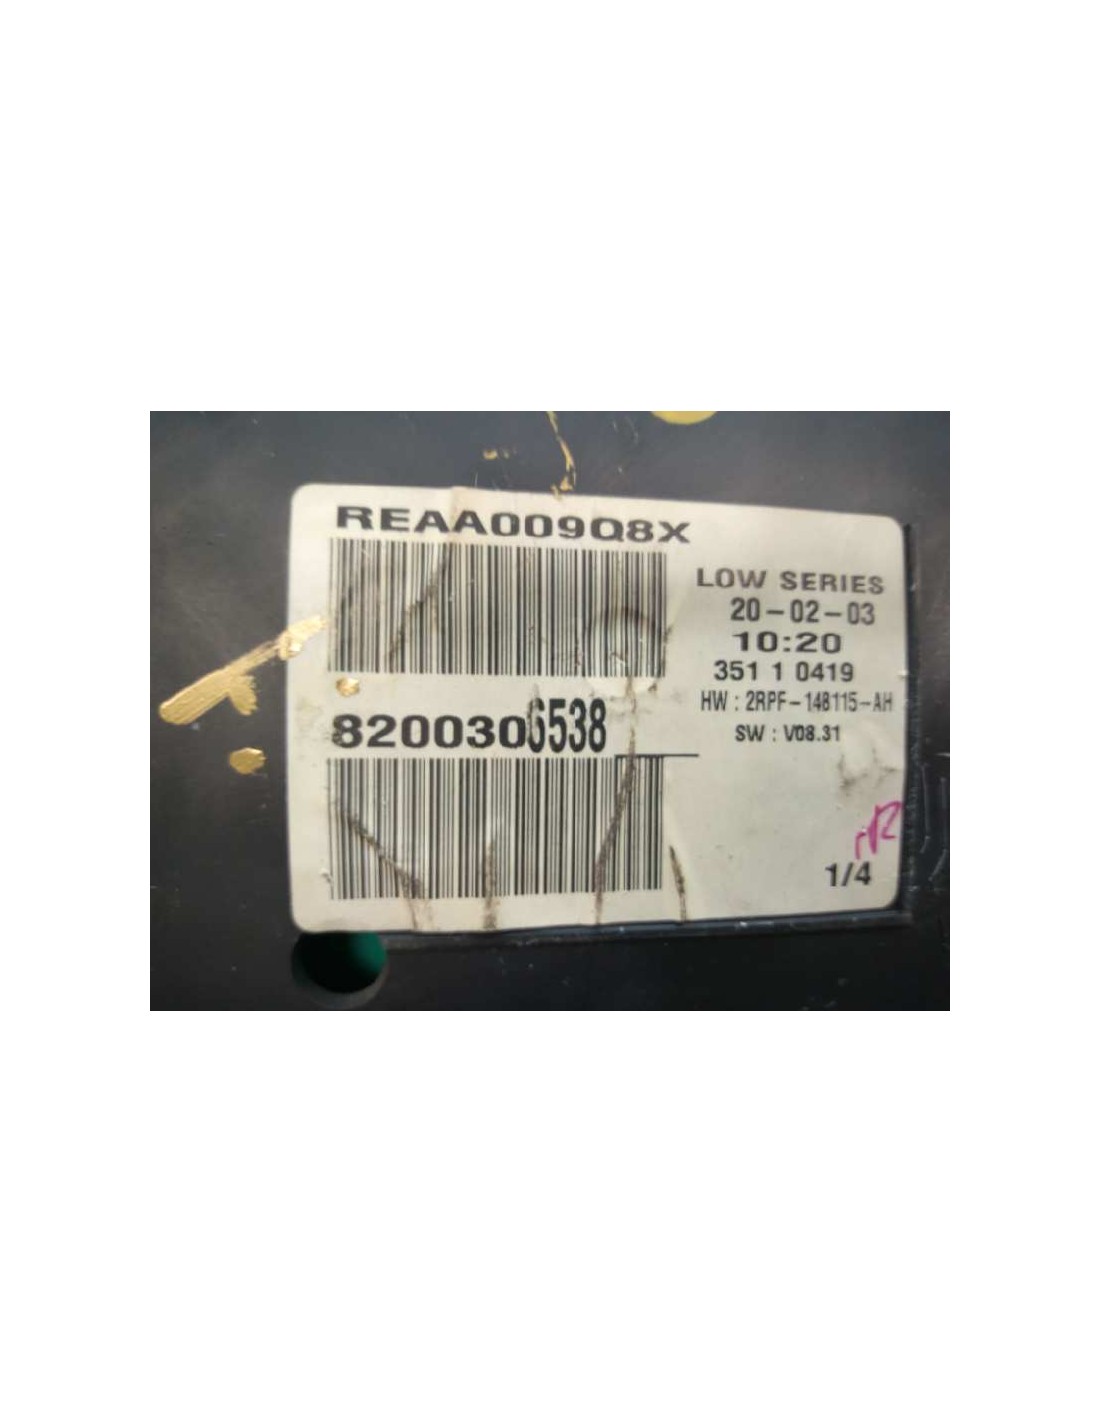 REAA009Q8X
8200306538
LOW SERIES
20-02-03
10:20
351 1 0419
HW : 2RPF-148115-AH
SW : V08.31
1/4